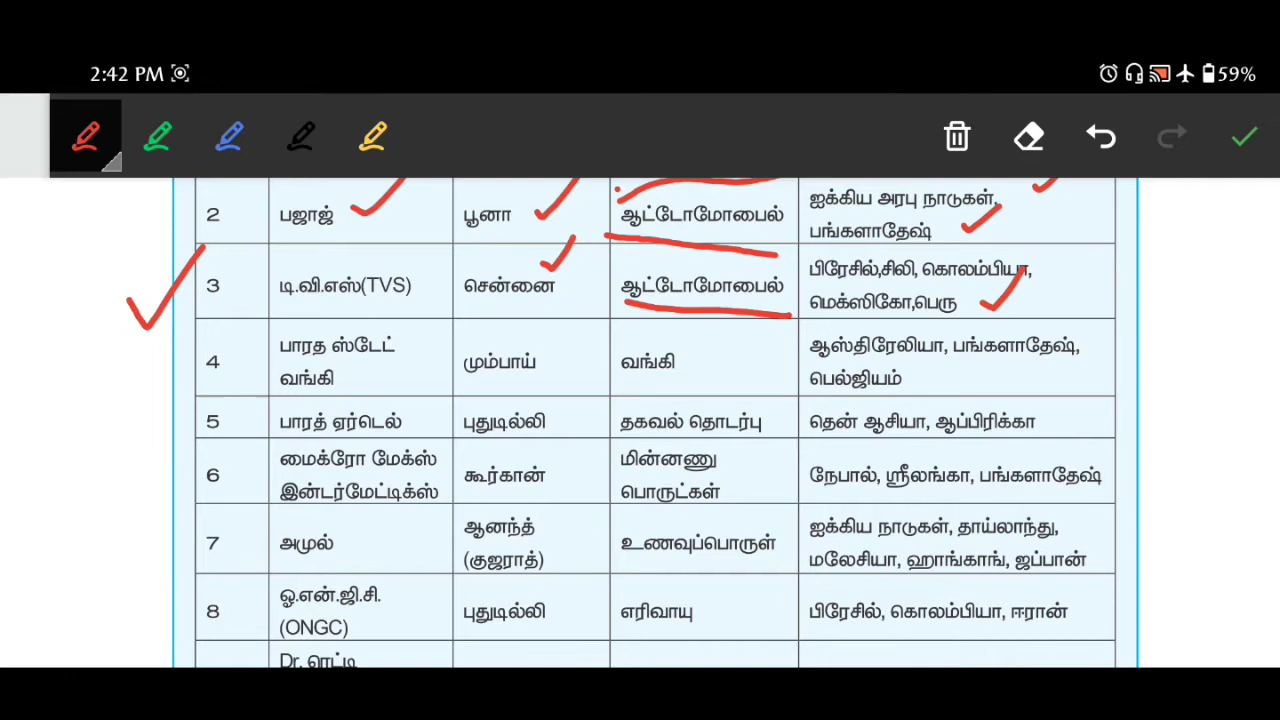 2:42 PM
59%
2 பஜாஜ் பூனா ஆட்டோமோபைல் ஐக்கிய அரபு நாடுகள்,
பங்களாதேஷ்
3 டி.வி.எஸ்(TVS) சென்னை ஆட்டோமோபைல் பிரேசில்,சிலி, கொலம்பியா,
மெக்ஸிகோ,பெரு
4 பாரத ஸ்டேட்
வங்கி
மும்பாய் வங்கி ஆஸ்திரேலியா, பங்களாதேஷ்,
பெல்ஜியம்
5 பாரத் ஏர்டெல் புதுடில்லி தகவல் தொடர்பு தென் ஆசியா, ஆப்பிரிக்கா
6 மைக்ரோ மேக்ஸ்
இன்டர்மேட்டிக்ஸ்
கூர்கான் மின்னணு
பொருட்கள்
நேபால், ஸ்ரீலங்கா, பங்களாதேஷ்
7 அமுல் ஆனந்த்
(குஜராத்)
உணவுப்பொருள் ஐக்கிய நாடுகள், தாய்லாந்து,
மலேசியா, ஹாங்காங், ஜப்பான்
8 ஓ.என்.ஜி.சி.
(ONGC)
புதுடில்லி எரிவாயு பிரேசில், கொலம்பியா, ஈரான்
Dr. ரெட்டி